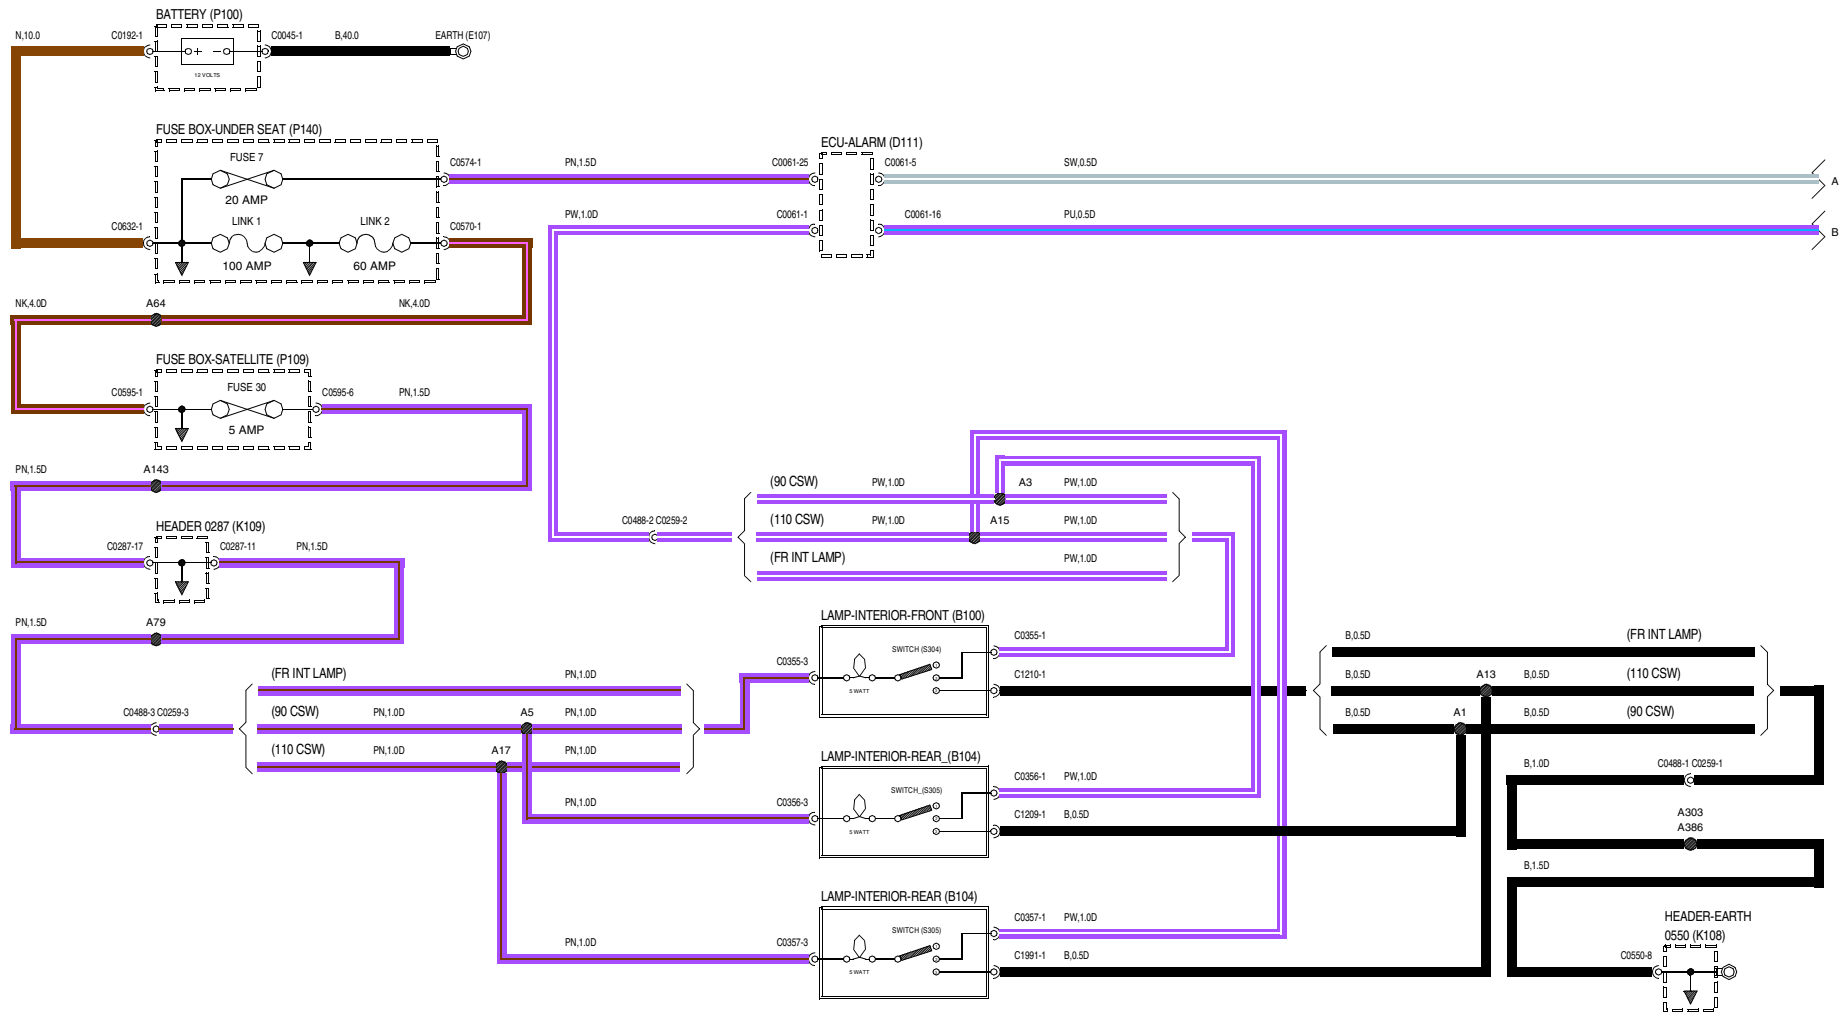 BATTERY (P100)
N,10.0
C0192-1
C0045-1
B,40.0
EARTH (E107)
12 VOLTS
FUSE BOX-UNDER SEAT (P140)
FUSE 7
20 AMP
LINK 1
LINK 2
100 AMP
60 AMP
C0632-1
C0574-1
C0570-1
PN,1.5D
C0061-25
ECU-ALARM (D111)
C0061-5
SW,0.5D
A
PW,1.0D
C0061-1
C0061-16
PU,0.5D
B
NK,4.0D
A64
NK,4.0D
FUSE BOX-SATELLITE (P109)
FUSE 30
5 AMP
C0595-1
C0595-6
PN,1.5D
PN,1.5D
A143
HEADER 0287 (K109)
C0287-17
C0287-11
PN,1.5D
PN,1.5D
A79
(90 CSW)
PW,1.0D
A3
PW,1.0D
C0488-2 C0259-2
(110 CSW)
PW,1.0D
A15
PW,1.0D
(FR INT LAMP)
PW,1.0D
(FR INT LAMP)
PN,1.0D
C0488-3 C0259-3
(90 CSW)
PN,1.0D
A5
PN,1.0D
(110 CSW)
PN,1.0D
A17
PN,1.0D
PN,1.0D
PN,1.0D
LAMP-INTERIOR-FRONT (B100)
C0355-3
SWITCH (S304)
5 WATT
1
2
3
C0355-1
C1210-1
LAMP-INTERIOR-REAR_(B104)
C0356-3
SWITCH_(S305)
5 WATT
1
2
3
C0356-1
PW,1.0D
C1209-1
B,0.5D
LAMP-INTERIOR-REAR (B104)
C0357-3
SWITCH (S305)
5 WATT
1
2
3
C0357-1
PW,1.0D
C1991-1
B,0.5D
B,0.5D
(FR INT LAMP)
B,0.5D
A13
B,0.5D
(110 CSW)
B,0.5D
A1
B,0.5D
(90 CSW)
B,1.0D
C0488-1 C0259-1
A303
A386
B,1.5D
HEADER-EARTH
0550 (K108)
C0550-8